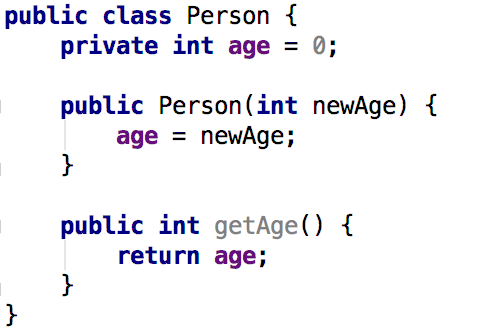 public class Person {
    private int age = 0;

    public Person(int newAge) {
        age = newAge;
    }

    public int getAge() {
        return age;
    }
}